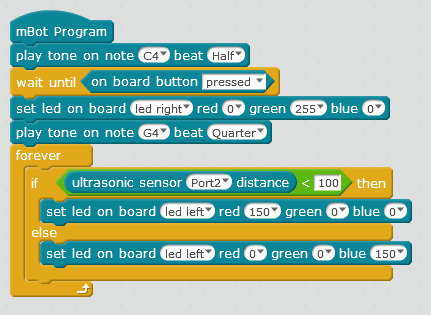 mBot Program
play tone on note C4 beat Half
wait until on board button pressed
set led on board led right red 0 green 255 blue 0
play tone on note G4 beat Quarter
forever
if ultrasonic sensor Port2 distance < 100 then
set led on board led left red 150 green 0 blue 0
else
set led on board led left red 0 green 0 blue 150